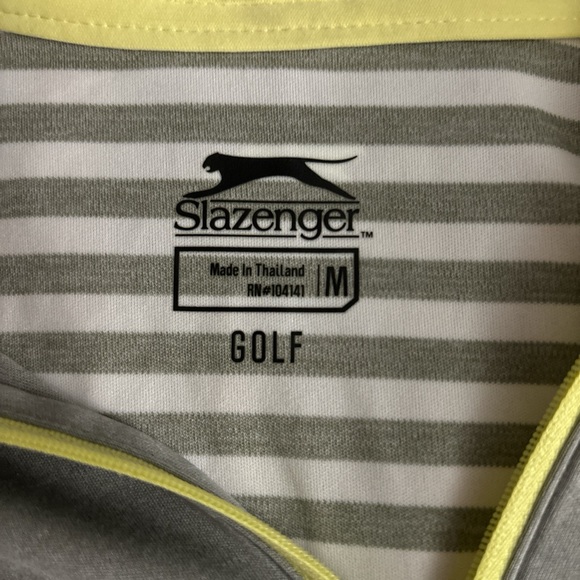 Slazenger™
Made In Thailand
RN#104141
M
GOLF